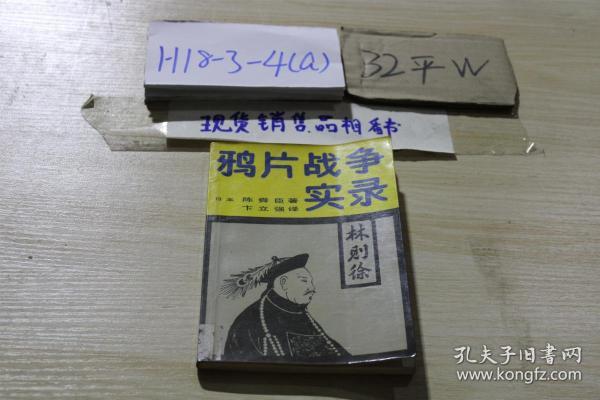 H18-3-4(a)
32平W
现货销售,品相看书
鸦片战争
实录
日本 陈舜臣著
卞立强译
林则徐
孔夫子旧书网
www.kongfz.com